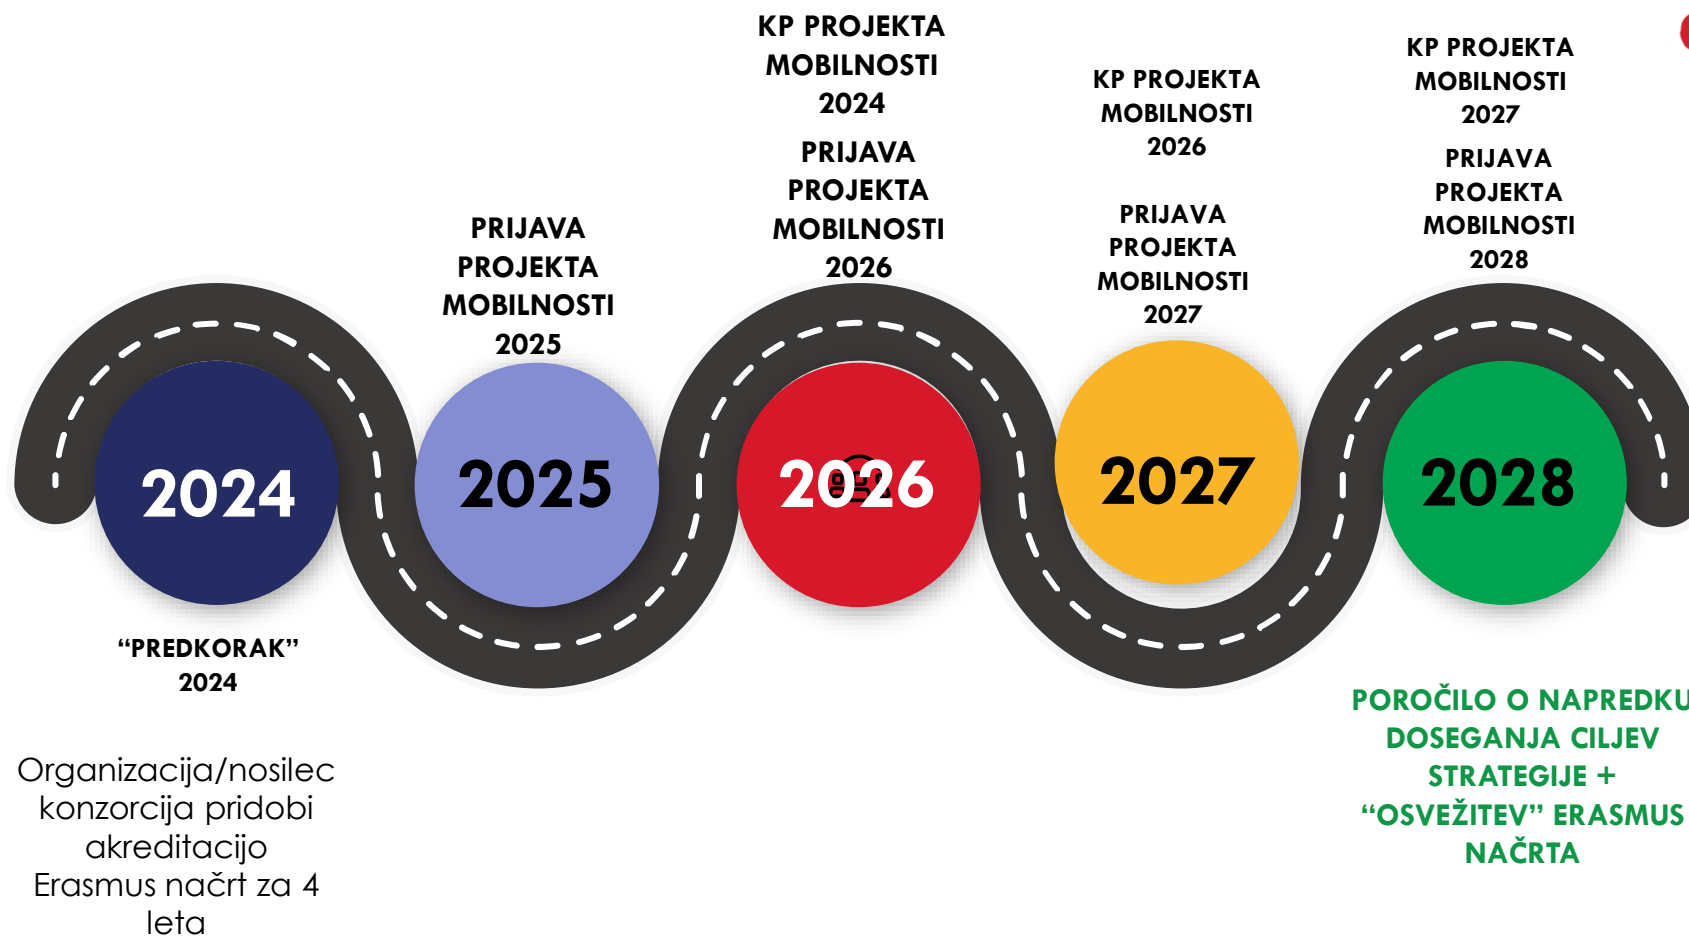 2024
“PREDKORAK”
2024
Organizacija/nosilec
konzorcija pridobi
akreditacijo
Erasmus načrt za 4
leta
PRIJAVA
PROJEKTA
MOBILNOSTI
2025
2025
KP PROJEKTA
MOBILNOSTI
2024
PRIJAVA
PROJEKTA
MOBILNOSTI
2026
2026
KP PROJEKTA
MOBILNOSTI
2026
PRIJAVA
PROJEKTA
MOBILNOSTI
2027
2027
KP PROJEKTA
MOBILNOSTI
2027
PRIJAVA
PROJEKTA
MOBILNOSTI
2028
2028
POROČILO O NAPREDKU
DOSEGANJA CILJEV
STRATEGIJE +
“OSVEŽITEV” ERASMUS
NAČRTA